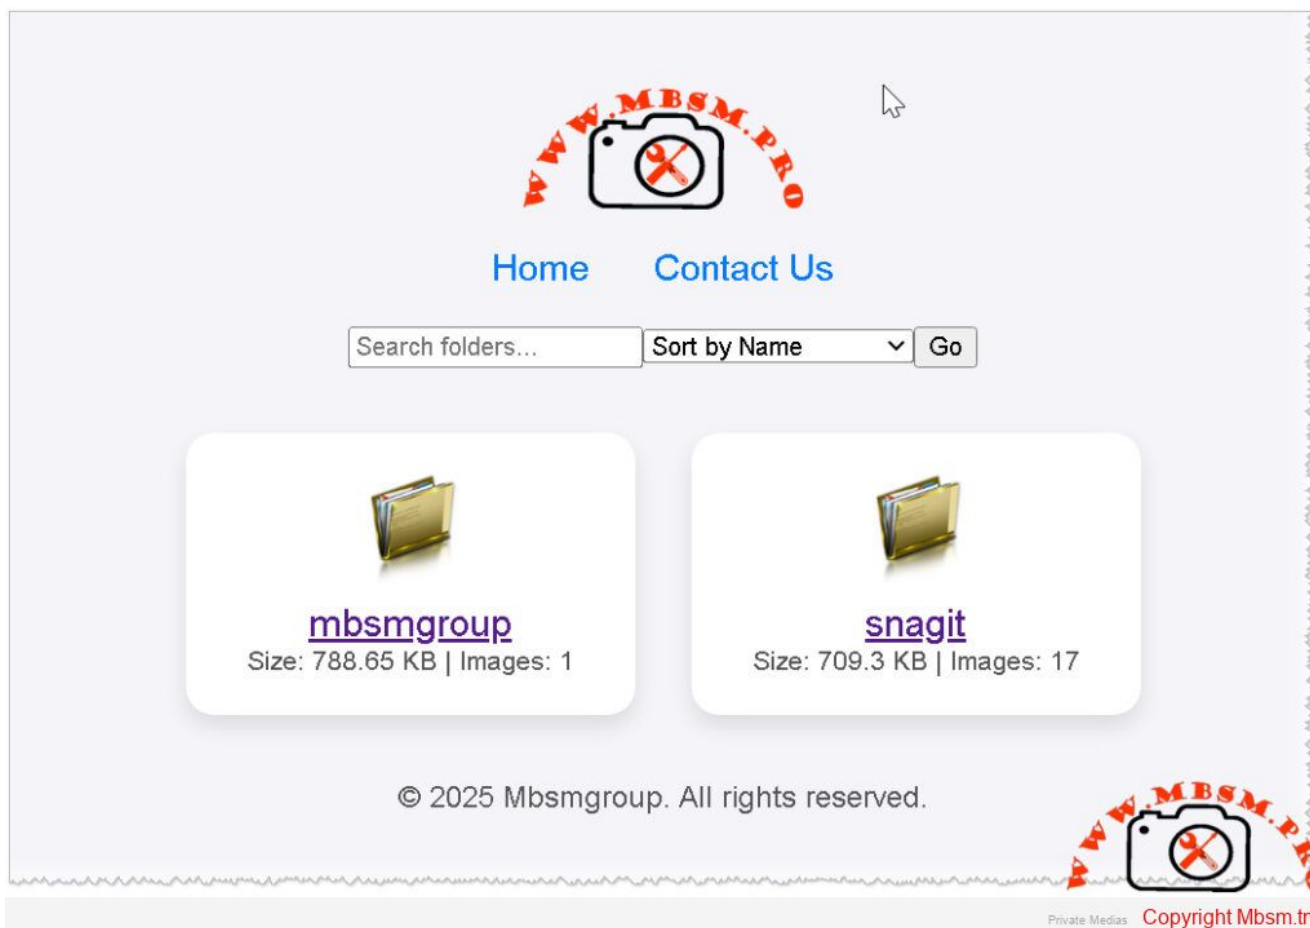 WWW.MBSM.PRO
Home Contact Us
Search folders... Sort by Name Go
mbsmgroup
Size: 788.65 KB | Images: 1
snagit
Size: 709.3 KB | Images: 17
© 2025 Mbsmgroup. All rights reserved.
WWW.MBSM.PRO
Private Medias Copyright Mbsm.tn